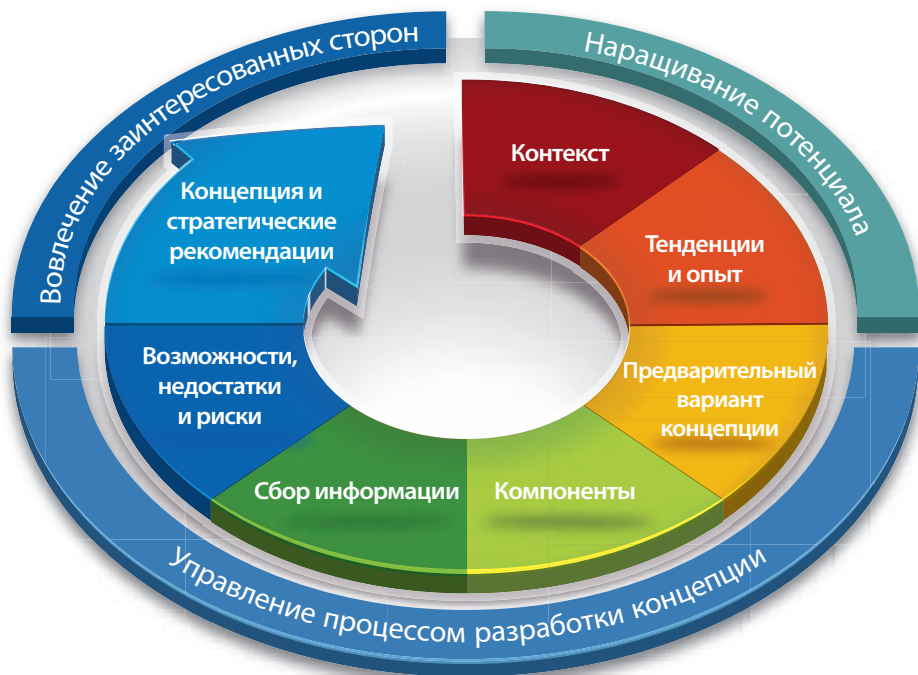 Вовлечение заинтересованных сторон
Наращивание потенциала
Контекст
Тенденции
и опыт
Предварительный
вариант
концепции
Компоненты
Сбор информации
Возможности,
недостатки
и риски
Концепция и
стратегические
рекомендации
Управление процессом разработки концепции